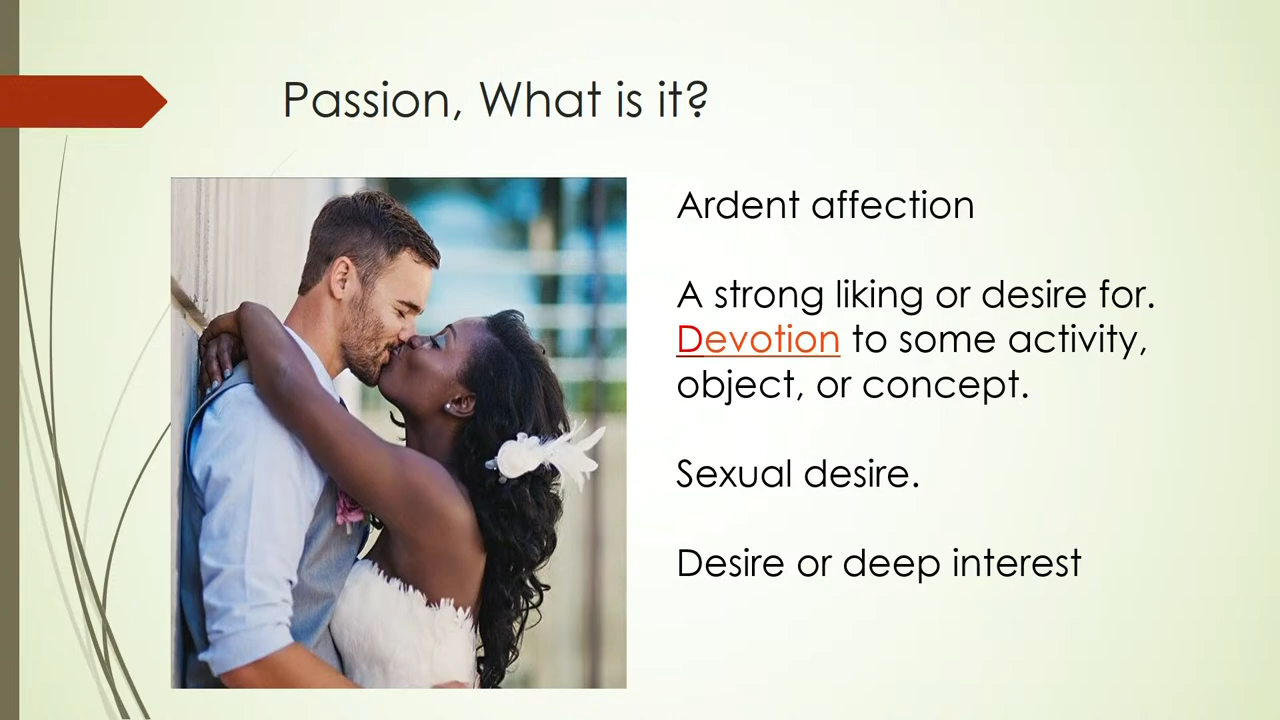 Passion, What is it?
Ardent affection
A strong liking or desire for.
Devotion to some activity,
object, or concept.
Sexual desire.
Desire or deep interest